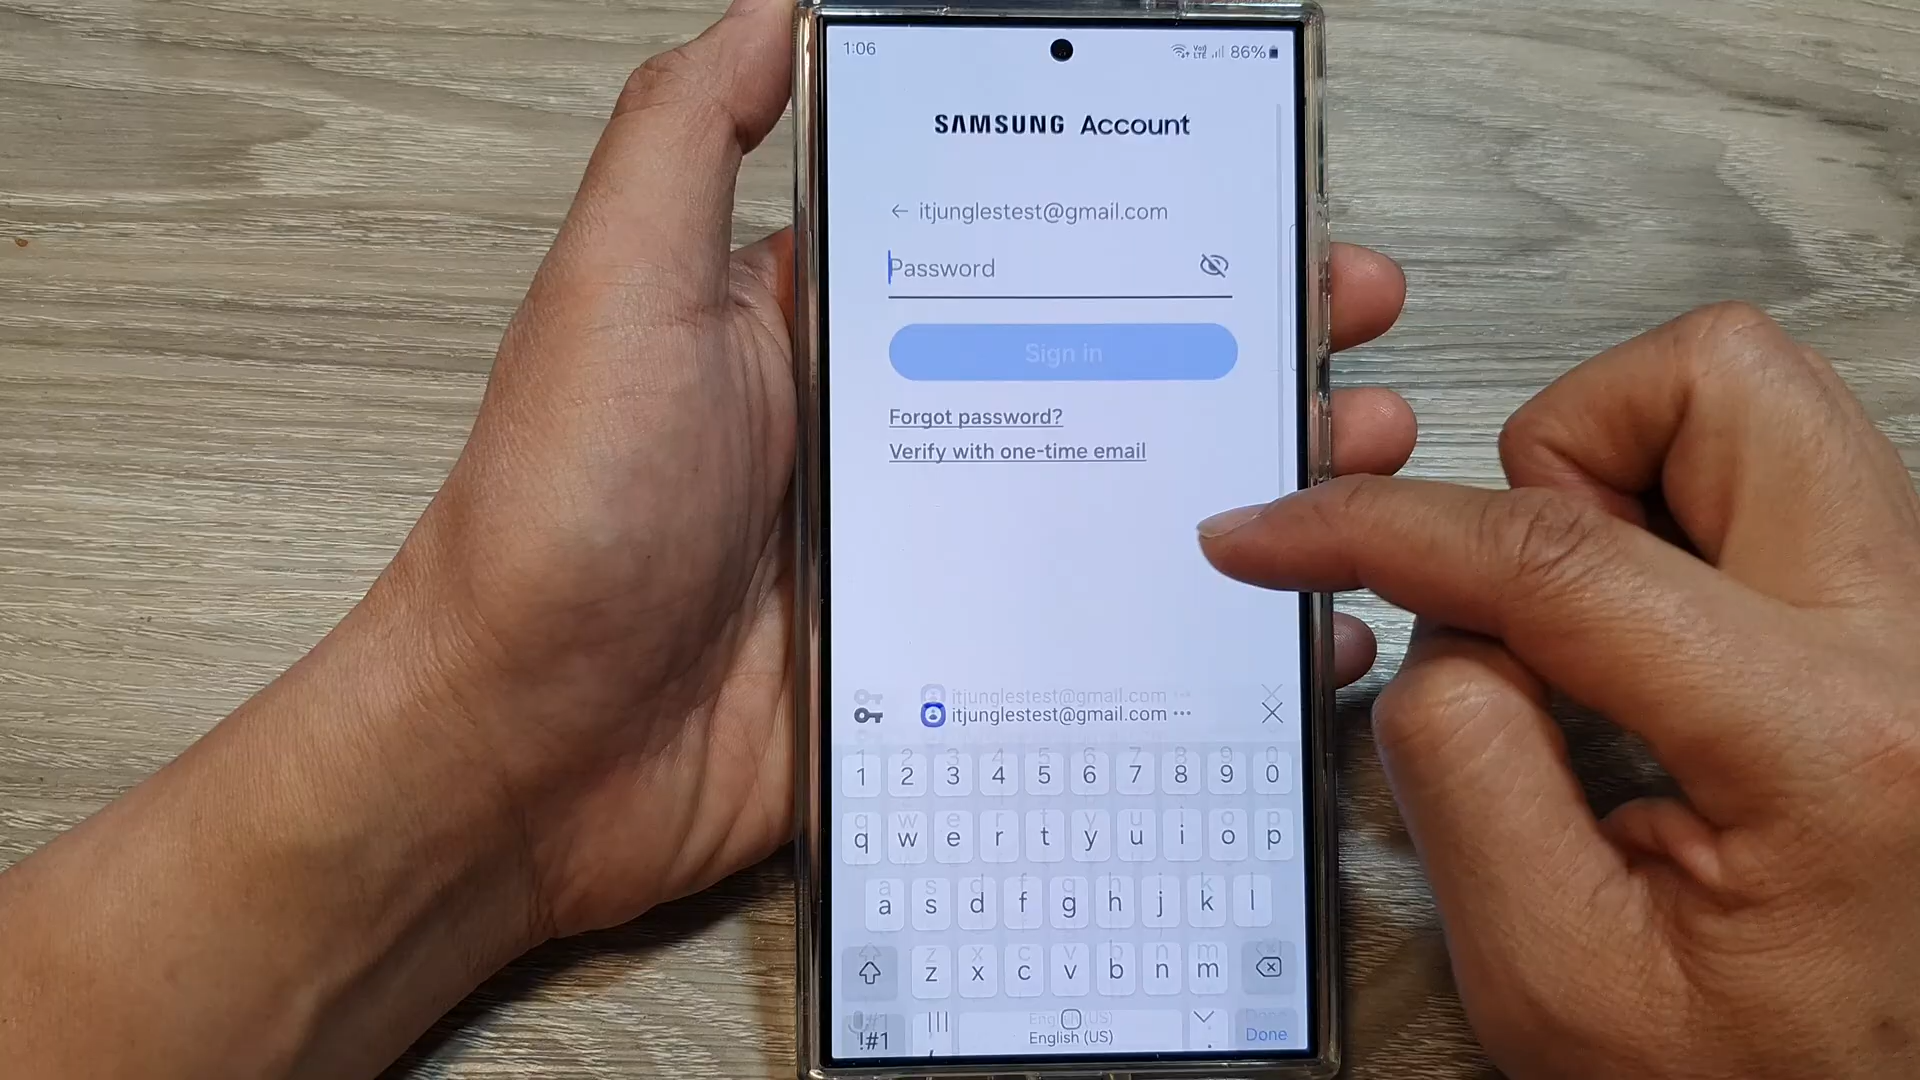 1:06
Vo) LTE 86%
SAMSUNG Account
← itjunglestest@gmail.com
Password
Sign in
Forgot password?
Verify with one-time email
itjunglestest@gmail.com ···
itjunglestest@gmail.com ···
1 2 3 4 5 6 7 8 9 0
q w e r t y u i o p
a s d f g h j k l
z x c v b n m
!#1 English (US) . Done